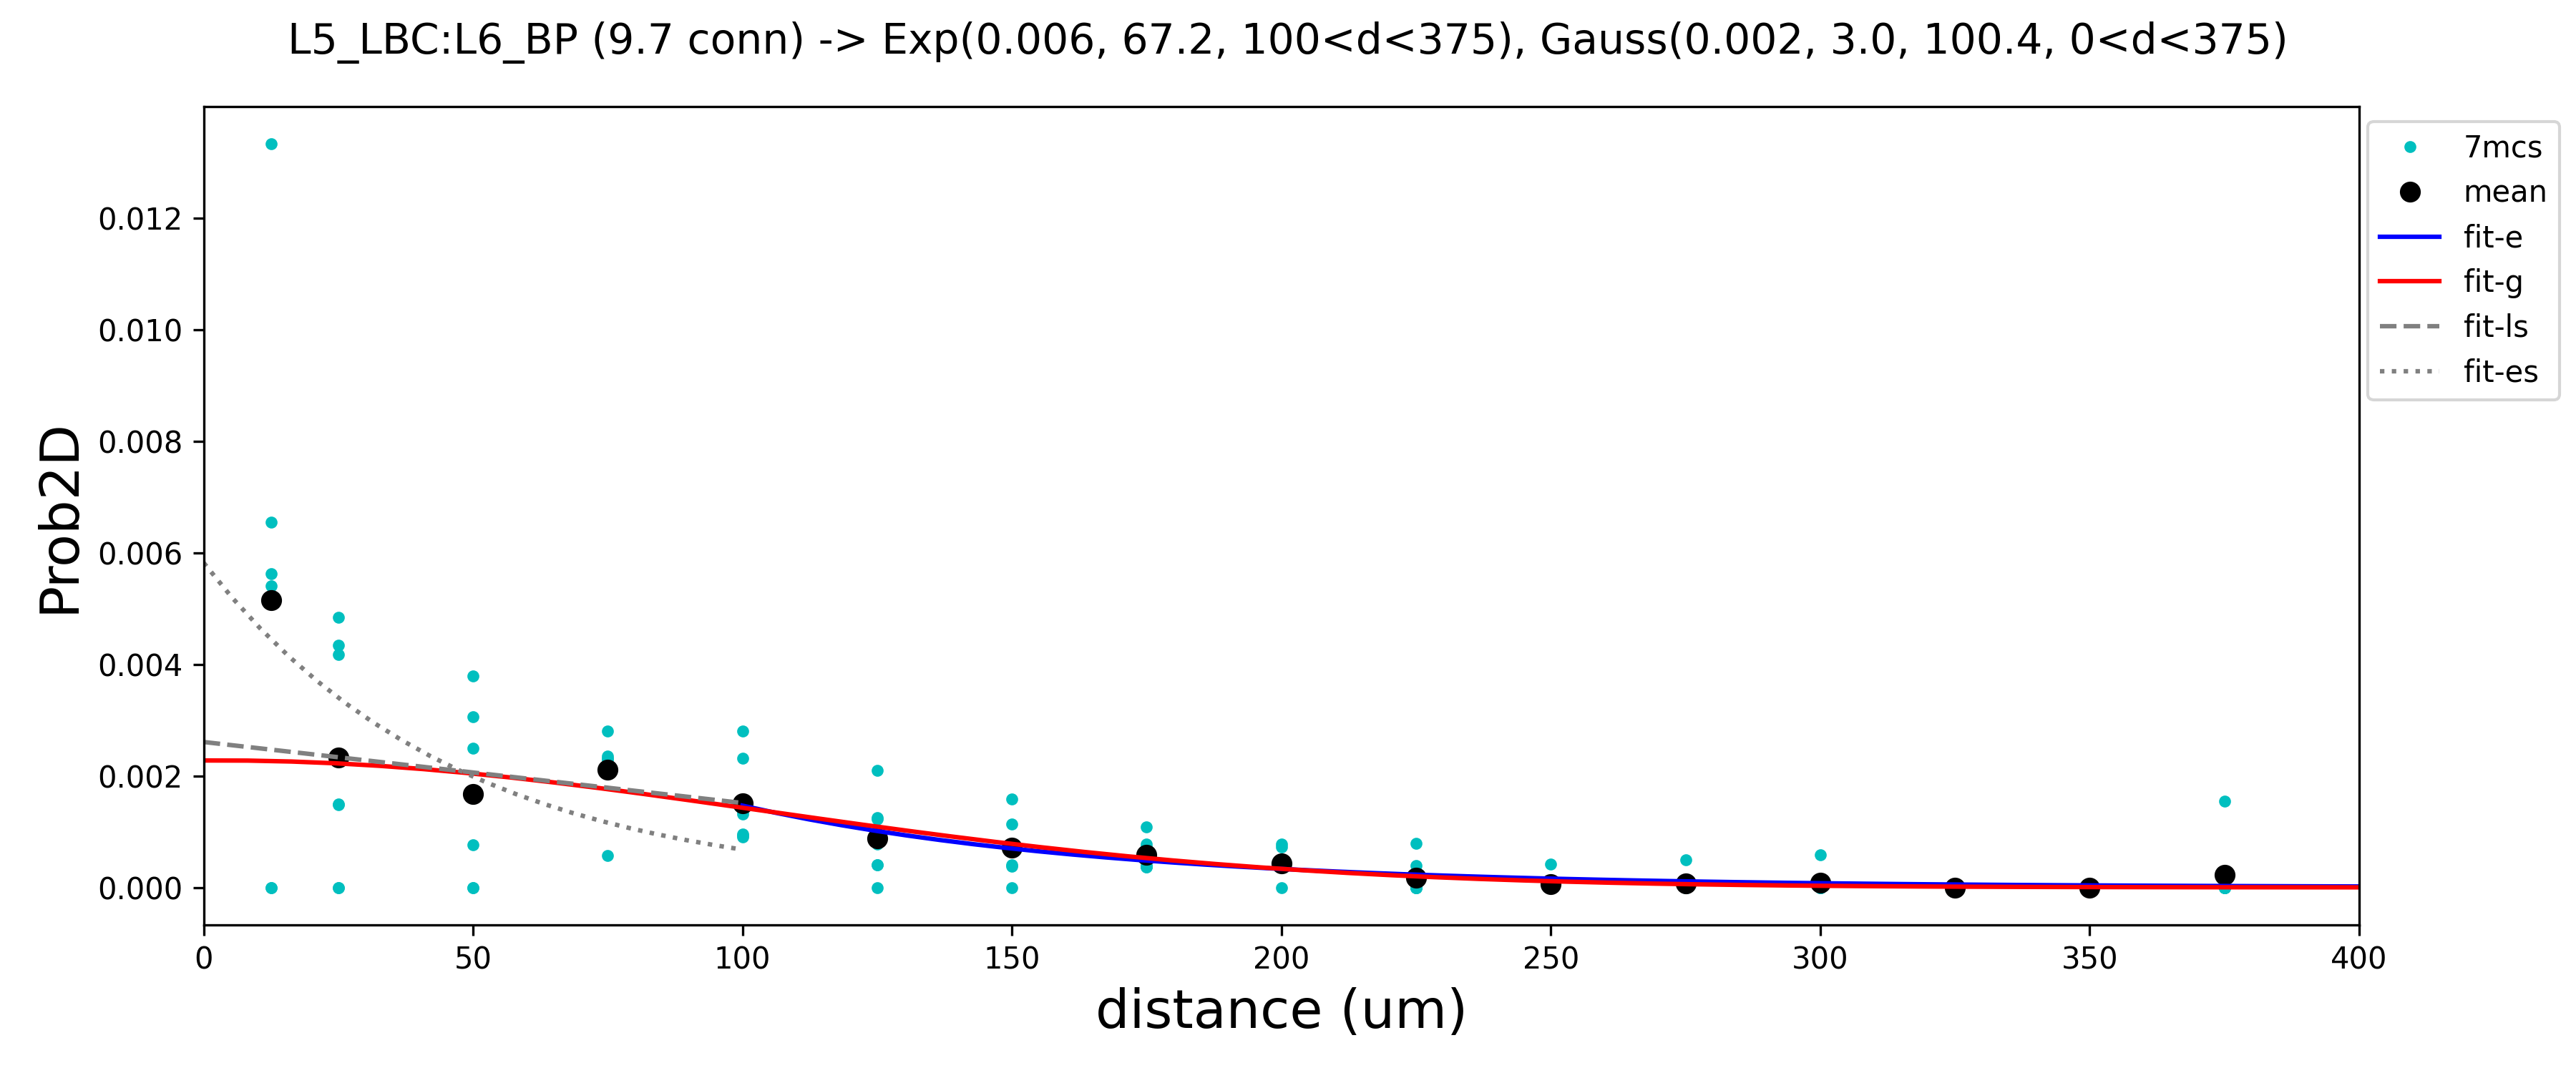 L5_LBC:L6_BP (9.7 conn) -> Exp(0.006, 67.2, 100<d<375), Gauss(0.002, 3.0, 100.4, 0<d<375)
7mcs
mean
fit-e
fit-g
fit-ls
fit-es
Prob2D
0.012
0.010
0.008
0.006
0.004
0.002
0.000
0 50 100 150 200 250 300 350 400
distance (um)